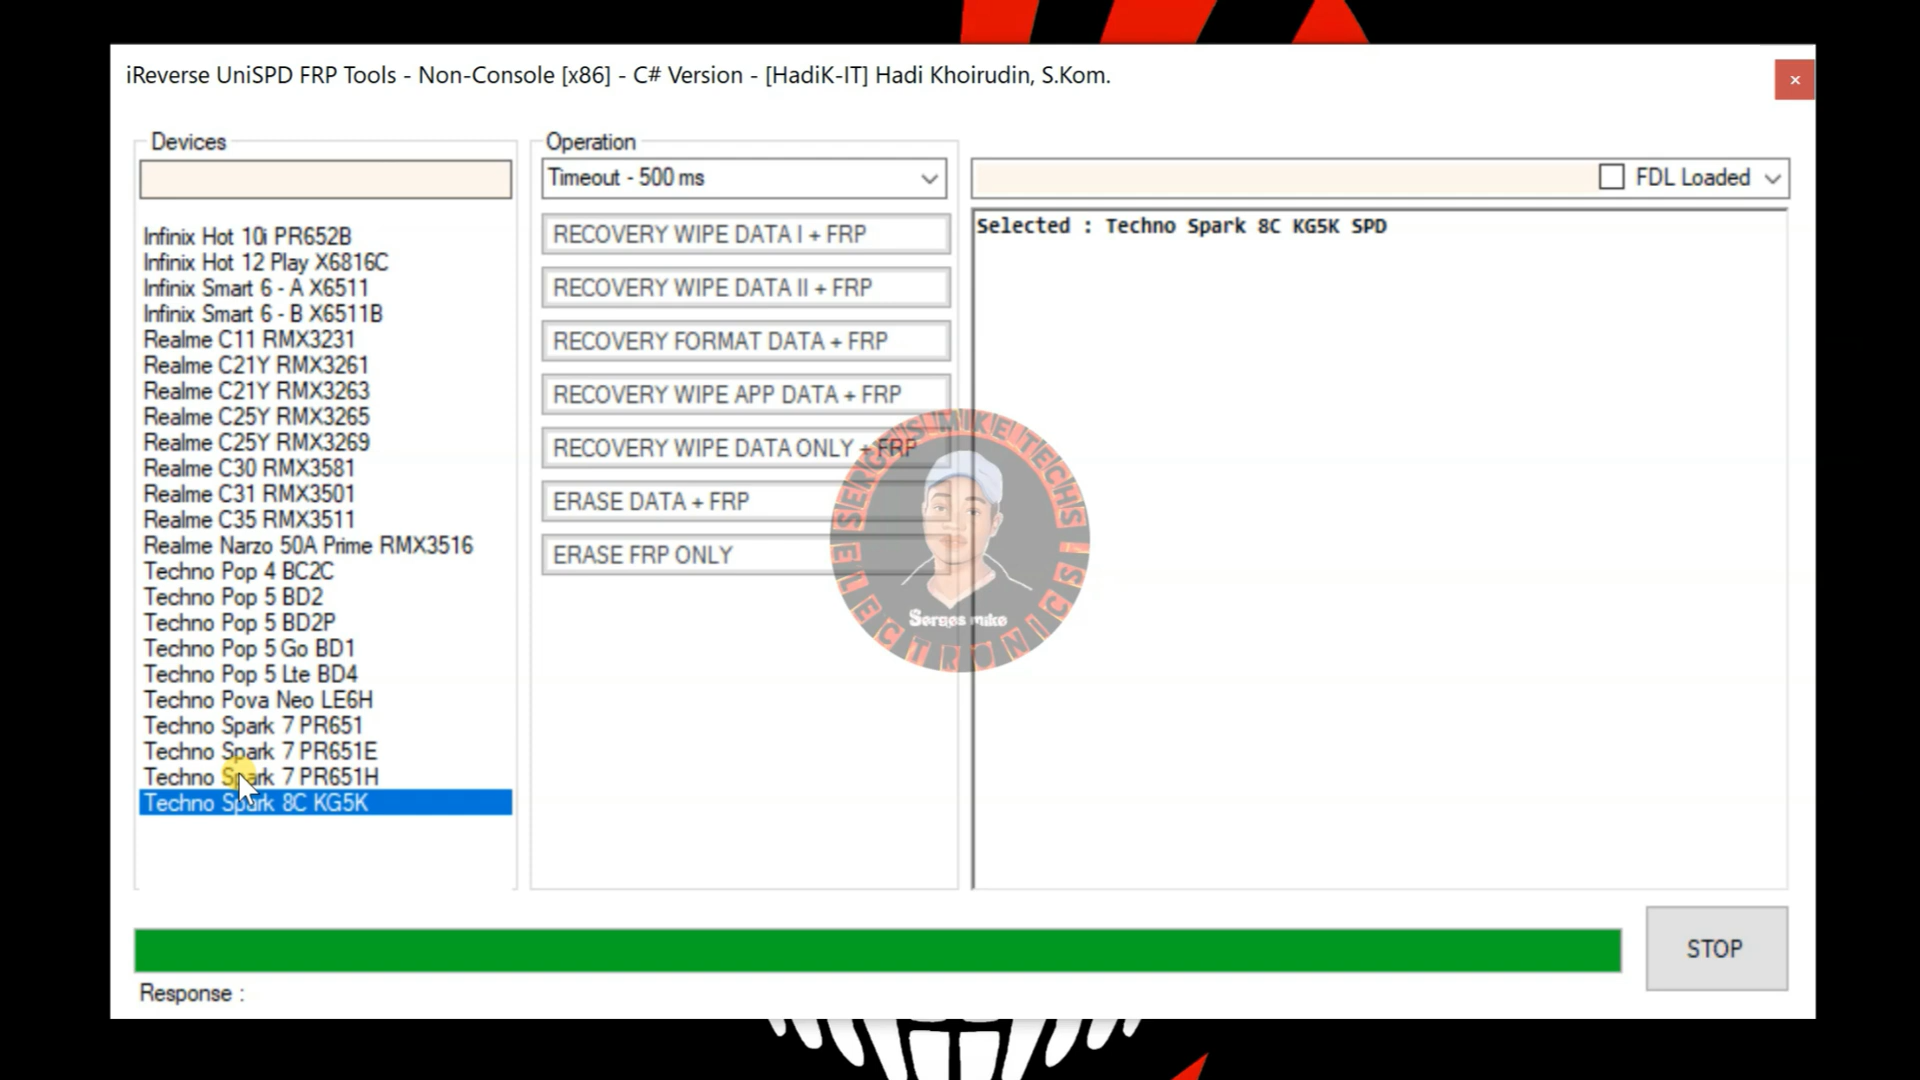 iReverse UniSPD FRP Tools - Non-Console [x86] - C# Version - [HadiK-IT] Hadi Khoirudin, S.Kom.
×
Devices
Infinix Hot 10i PR652B
Infinix Hot 12 Play X6816C
Infinix Smart 6 - A X6511
Infinix Smart 6 - B X6511B
Realme C11 RMX3231
Realme C21Y RMX3261
Realme C21Y RMX3263
Realme C25Y RMX3265
Realme C25Y RMX3269
Realme C30 RMX3581
Realme C31 RMX3501
Realme C35 RMX3511
Realme Narzo 50A Prime RMX3516
Techno Pop 4 BC2C
Techno Pop 5 BD2
Techno Pop 5 BD2P
Techno Pop 5 Go BD1
Techno Pop 5 Lte BD4
Techno Pova Neo LE6H
Techno Spark 7 PR651
Techno Spark 7 PR651E
Techno Spark 7 PR651H
Techno Spark 8C KG5K
Operation
Timeout - 500 ms
RECOVERY WIPE DATA I + FRP
RECOVERY WIPE DATA II + FRP
RECOVERY FORMAT DATA + FRP
RECOVERY WIPE APP DATA + FRP
RECOVERY WIPE DATA ONLY + FRP
ERASE DATA + FRP
ERASE FRP ONLY
FDL Loaded
Selected : Techno Spark 8C KG5K SPD
SERGES MIKE TECH'S
ELECTRONICS
Serges mike
STOP
Response :